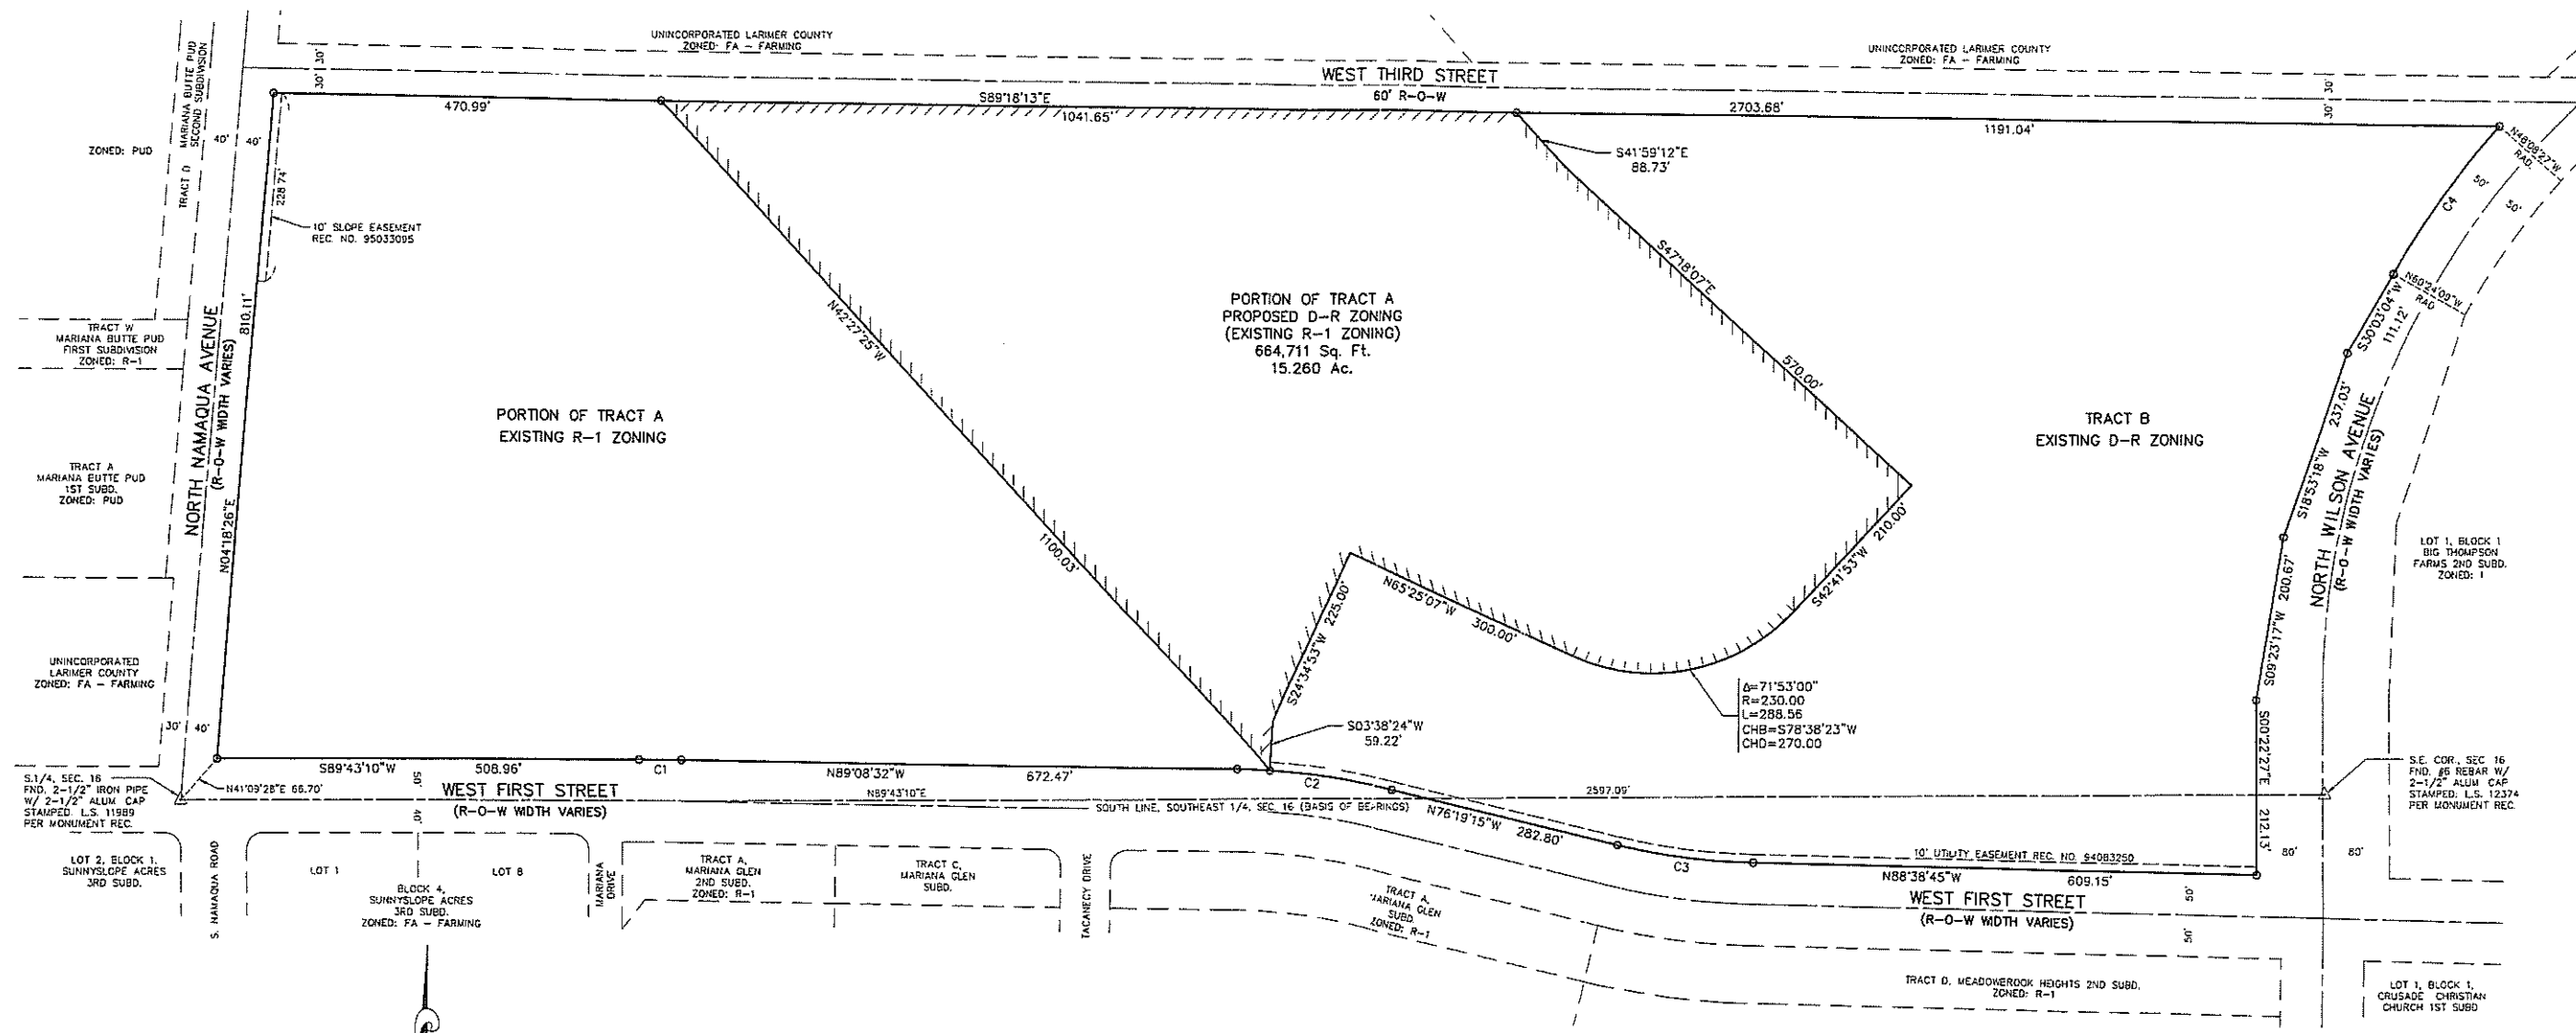 UNINCORPORATED LARIMER COUNTY
ZONED: FA - FARMING
UNINCORPORATED LARIMER COUNTY
ZONED: FA - FARMING
WEST THIRD STREET
60' R-O-W
S89°18'13"E
2703.68'
470.99'
1041.65'
1191.04'
30' 30'
30' 30'
TRACT D MARIANA BUTTE PUD
SECOND SUBDIVISION
ZONED: PUD
40' 40'
228.74'
10' SLOPE EASEMENT
REC. NO. 95033095
S41°59'12"E
88.73'
N48°08'27"W
RAD.
50'
50'
C4
N60°24'09"W
RAD
S30°03'04"W
111.12'
TRACT W
MARIANA BUTTE PUD
FIRST SUBDIVISION
ZONED: R-1
NORTH NAMAQUA AVENUE
(R-O-W WIDTH VARIES)
810.11'
N04°18'26"E
N42°27'25"W
1100.03'
PORTION OF TRACT A
PROPOSED D-R ZONING
(EXISTING R-1 ZONING)
664,711 Sq. Ft.
15.260 Ac.
S47°18'07"E
570.00'
PORTION OF TRACT A
EXISTING R-1 ZONING
TRACT B
EXISTING D-R ZONING
S18°53'18"W 237.03'
NORTH WILSON AVENUE
(R-O-W WIDTH VARIES)
TRACT A
MARIANA BUTTE PUD
1ST SUBD.
ZONED: PUD
S42°41'53"W 210.00'
N65°25'07"W
300.00'
S24°34'53"W 225.00'
S09°23'17"W 200.67'
LOT 1, BLOCK 1
BIG THOMPSON
FARMS 2ND SUBD.
ZONED: I
UNINCORPORATED
LARIMER COUNTY
ZONED: FA - FARMING
30' 40'
S03°38'24"W
59.22'
Δ=71°53'00"
R=230.00
L=288.56
CHB=S78°38'23"W
CHD=270.00
S00°22'27"E 212.13'
S.1/4, SEC. 16
FND. 2-1/2" IRON PIPE
W/ 2-1/2" ALUM CAP
STAMPED: L.S. 11989
PER MONUMENT REC.
N41°09'28"E 66.70'
S89°43'10"W 508.96'
C1
N89°08'32"W 672.47'
C2
50'
40'
WEST FIRST STREET
(R-O-W WIDTH VARIES)
N89°43'10"E
SOUTH LINE, SOUTHEAST 1/4, SEC. 16 (BASIS OF BEARINGS)
2597.09'
N76°19'15"W 282.80'
C3
10' UTILITY EASEMENT REC. NO. 94083250
N88°38'45"W 609.15'
S.E. COR., SEC 16
FND. #6 REBAR W/
2-1/2" ALUM CAP
STAMPED: L.S. 12374
PER MONUMENT REC.
80' 80'
WEST FIRST STREET
(R-O-W WIDTH VARIES)
50'
50'
LOT 2, BLOCK 1,
SUNNYSLOPE ACRES
3RD SUBD.
S. NAMAQUA ROAD
LOT 1
LOT 8
BLOCK 4,
SUNNYSLOPE ACRES
3RD SUBD.
ZONED: FA - FARMING
MARIANA
DRIVE
TRACT A,
MARIANA GLEN
2ND SUBD.
ZONED: R-1
TRACT C,
MARIANA GLEN
SUBD.
TACANECY DRIVE
TRACT A,
MARIANA GLEN
SUBD.
ZONED: R-1
TRACT D, MEADOWBROOK HEIGHTS 2ND SUBD.
ZONED: R-1
LOT 1, BLOCK 1,
CRUSADE CHRISTIAN
CHURCH 1ST SUBD